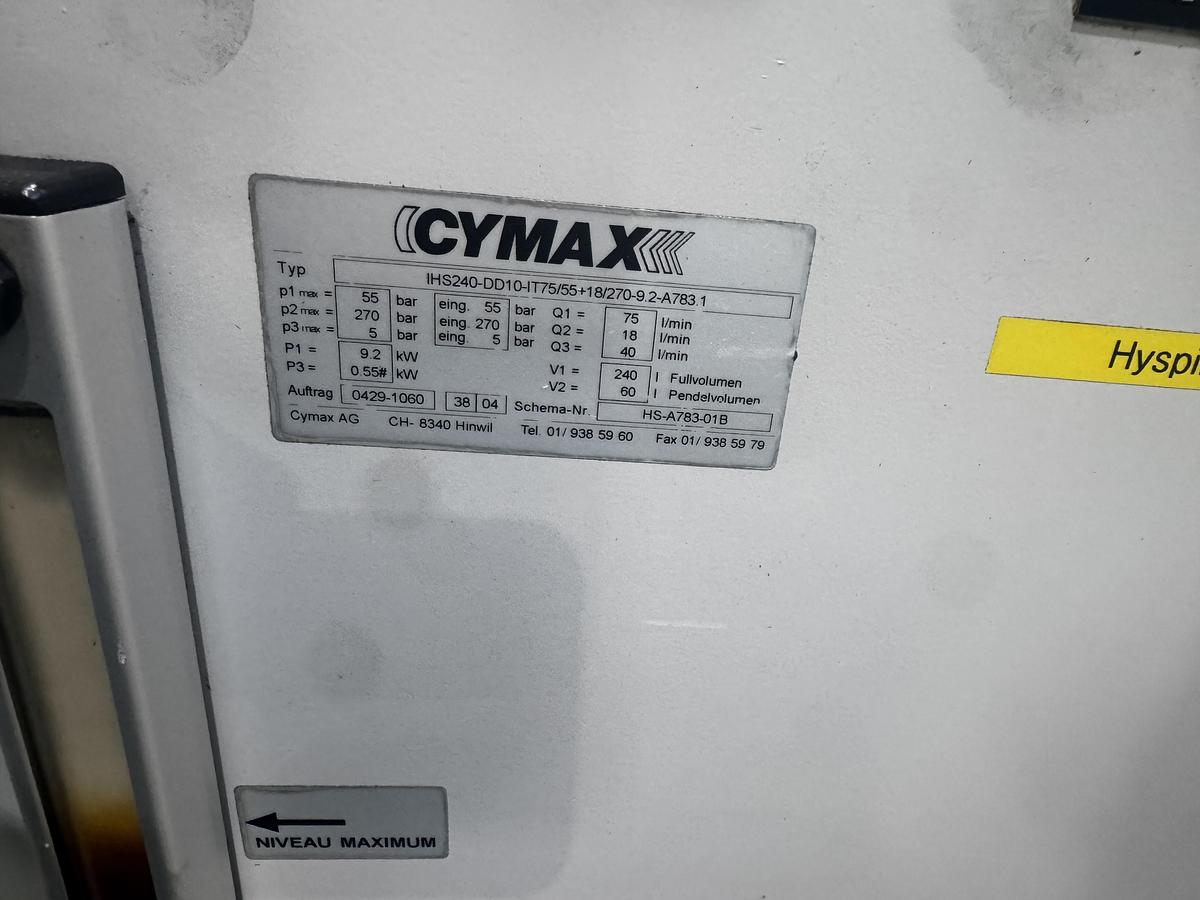 CYMAX
Typ IHS240-DD10-IT75/55+18/270-9.2-A783.1
p1 max = 55 bar eing. 55 bar Q1 = 75 l/min
p2 max = 270 bar eing. 270 bar Q2 = 18 l/min
p3 max = 5 bar eing. 5 bar Q3 = 40 l/min
P1 = 9.2 kW V1 = 240 l Fullvolumen
P3 = 0.55# kW V2 = 60 l Pendelvolumen
Auftrag 0429-1060 38 04 Schema-Nr. HS-A783-01B
Cymax AG CH- 8340 Hinwil Tel. 01/ 938 59 60 Fax 01/ 938 59 79
NIVEAU MAXIMUM